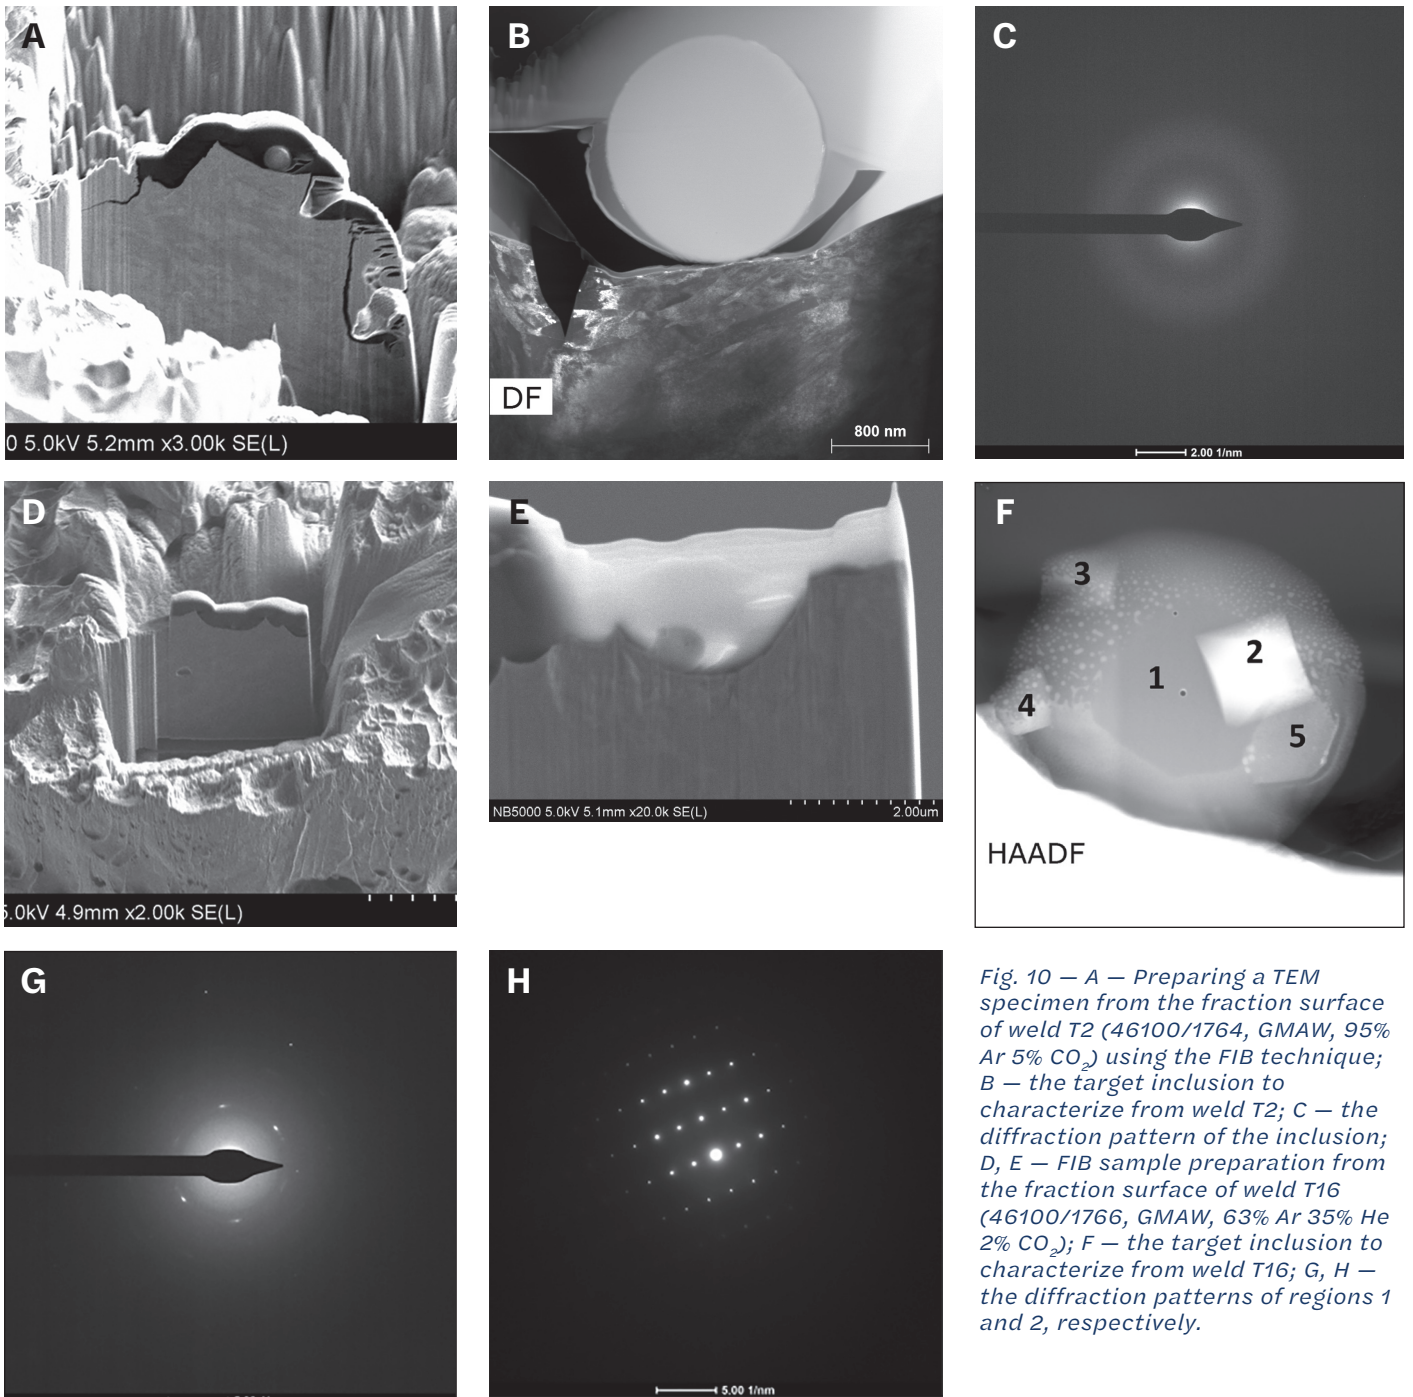 A
0 5.0kV 5.2mm x3.00k SE(L)
B
DF
800 nm
C
2.00 1/nm
D
5.0kV 4.9mm x2.00k SE(L)
E
NB5000 5.0kV 5.1mm x20.0k SE(L) 2.00um
F
3
2
1
4
5
HAADF
G
H
5.00 1/nm
Fig. 10 — A — Preparing a TEM
specimen from the fraction surface
of weld T2 (46100/1764, GMAW, 95%
Ar 5% CO₂) using the FIB technique;
B — the target inclusion to
characterize from weld T2; C — the
diffraction pattern of the inclusion;
D, E — FIB sample preparation from
the fraction surface of weld T16
(46100/1766, GMAW, 63% Ar 35% He
2% CO₂); F — the target inclusion to
characterize from weld T16; G, H —
the diffraction patterns of regions 1
and 2, respectively.